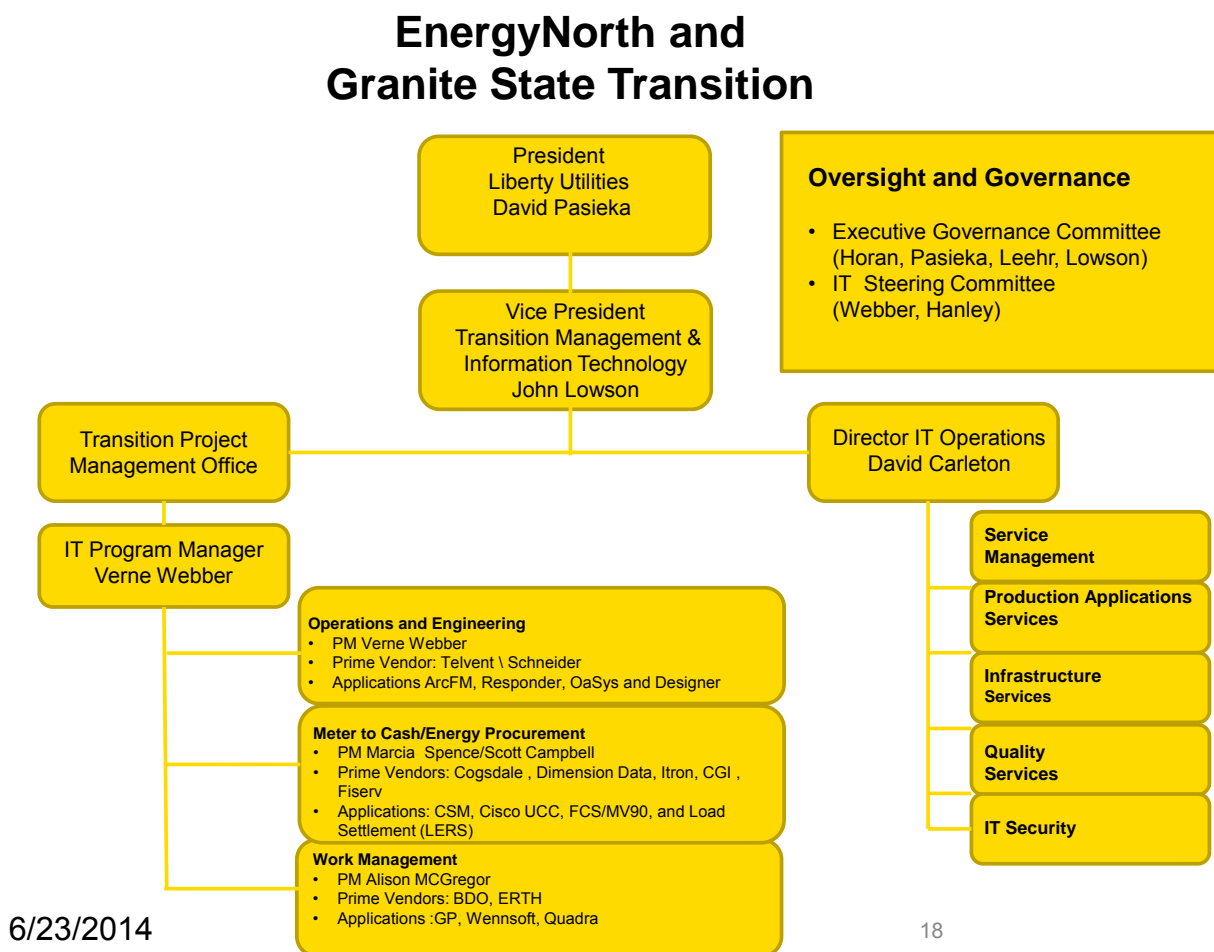 EnergyNorth and
Granite State Transition
President
Liberty Utilities
David Pasieka
Oversight and Governance
• Executive Governance Committee
(Horan, Pasieka, Leehr, Lowson)
• IT Steering Committee
(Webber, Hanley)
Vice President
Transition Management &
Information Technology
John Lowson
Transition Project
Management Office
Director IT Operations
David Carleton
IT Program Manager
Verne Webber
Operations and Engineering
• PM Verne Webber
• Prime Vendor: Telvent \ Schneider
• Applications ArcFM, Responder, OaSys and Designer
Meter to Cash/Energy Procurement
• PM Marcia Spence/Scott Campbell
• Prime Vendors: Cogsdale , Dimension Data, Itron, CGI ,
Fiserv
• Applications: CSM, Cisco UCC, FCS/MV90, and Load
Settlement (LERS)
Work Management
• PM Alison MCGregor
• Prime Vendors: BDO, ERTH
• Applications :GP, Wennsoft, Quadra
Service
Management
Production Applications
Services
Infrastructure
Services
Quality
Services
IT Security
6/23/2014
18